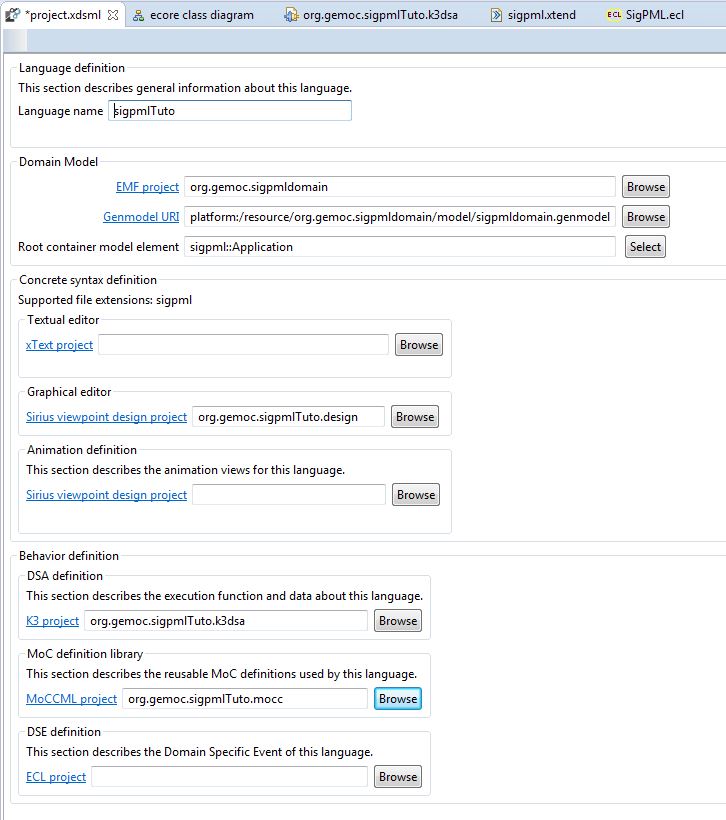 *project.xdsml ecore class diagram org.gemoc.sigpmlTuto.k3dsa sigpml.xtend ECL SigPML.ecl
Language definition
This section describes general information about this language.
Language name sigpmlTuto
Domain Model
EMF project org.gemoc.sigpmldomain Browse
Genmodel URI platform:/resource/org.gemoc.sigpmldomain/model/sigpmldomain.genmodel Browse
Root container model element sigpml::Application Select
Concrete syntax definition
Supported file extensions: sigpml
Textual editor
xText project Browse
Graphical editor
Sirius viewpoint design project org.gemoc.sigpmlTuto.design Browse
Animation definition
This section describes the animation views for this language.
Sirius viewpoint design project Browse
Behavior definition
DSA definition
This section describes the execution function and data about this language.
K3 project org.gemoc.sigpmlTuto.k3dsa Browse
MoC definition library
This section describes the reusable MoC definitions used by this language.
MoCCML project org.gemoc.sigpmlTuto.mocc Browse
DSE definition
This section describes the Domain Specific Event of this language.
ECL project Browse